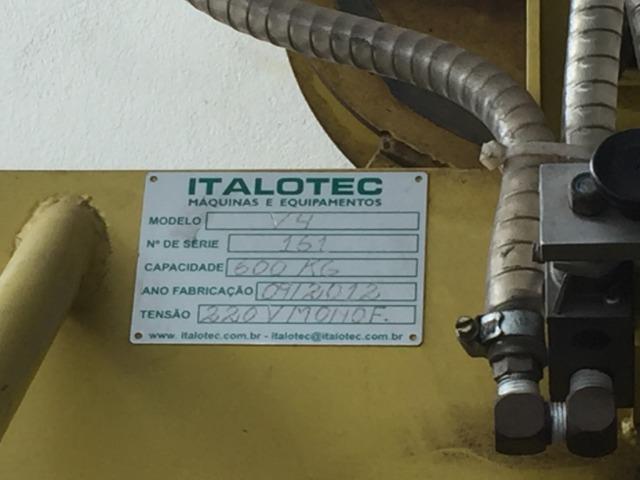 ITALOTEC
MÁQUINAS E EQUIPAMENTOS
MODELO V4
Nº DE SÉRIE 151
CAPACIDADE 600 KG
ANO FABRICAÇÃO 09/2012
TENSÃO 220V/MONOF.
www.italotec.com.br - italotec@italotec.com.br